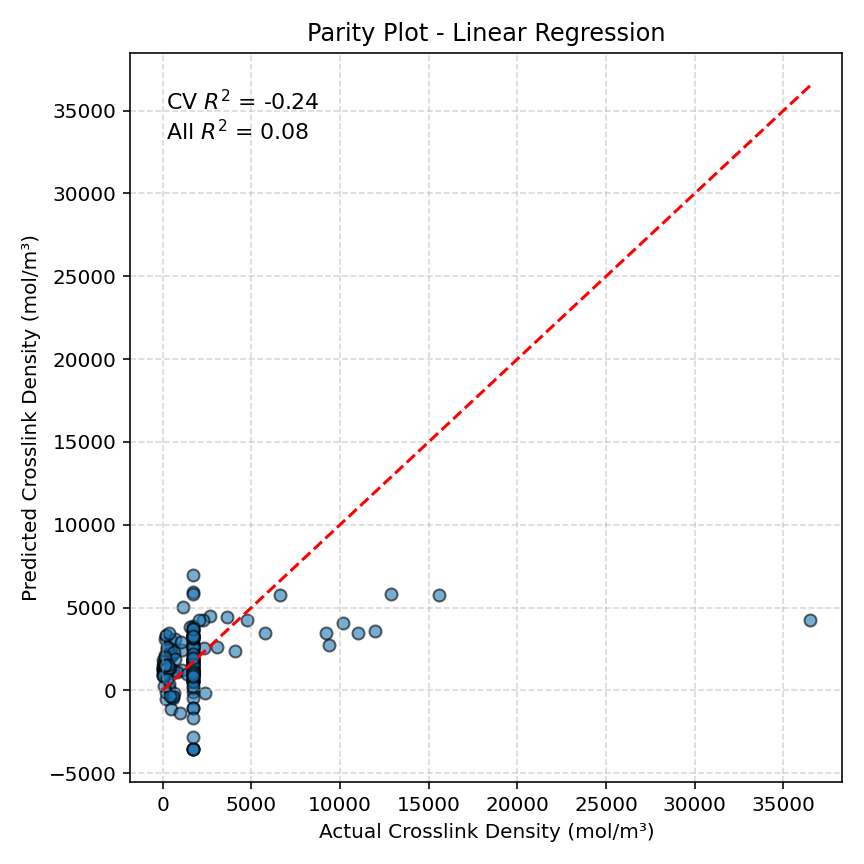 Parity Plot - Linear Regression
CV R² = -0.24
All R² = 0.08
Predicted Crosslink Density (mol/m³)
35000
30000
25000
20000
15000
10000
5000
0
−5000
0 5000 10000 15000 20000 25000 30000 35000
Actual Crosslink Density (mol/m³)